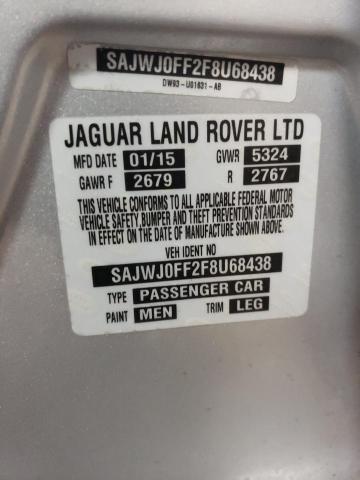 SAJWJ0FF2F8U68438
DW93-U01631-AB
JAGUAR LAND ROVER LTD
MFD DATE 01/15 GVWR 5324
GAWR F 2679 R 2767
THIS VEHICLE CONFORMS TO ALL APPLICABLE FEDERAL MOTOR
VEHICLE SAFETY BUMPER AND THEFT PREVENTION STANDARDS
IN EFFECT ON THE DATE OF MANUFACTURE SHOWN ABOVE.
VEH IDENT NO
SAJWJ0FF2F8U68438
TYPE PASSENGER CAR
PAINT MEN TRIM LEG